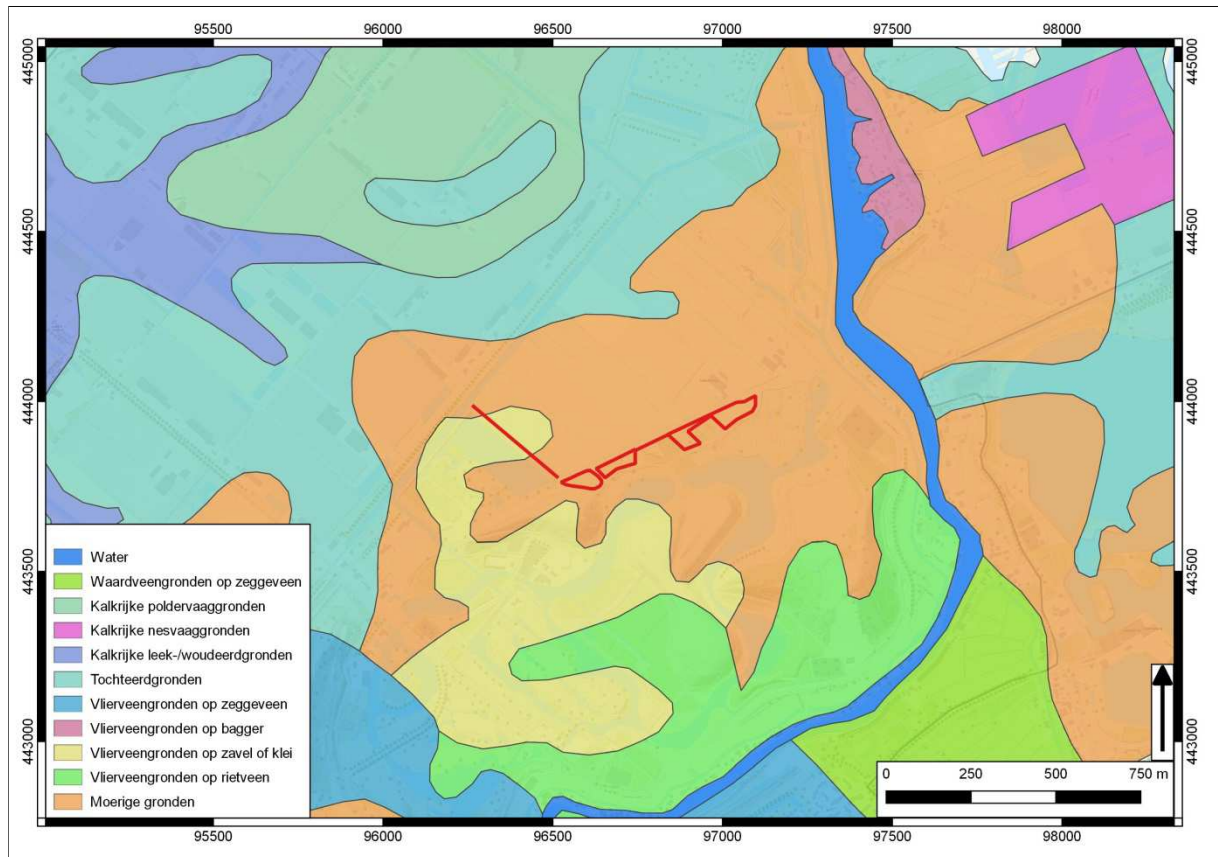 95500 96000 96500 97000 97500 98000
445000 445000
444500 444500
444000 444000
443500 443500
443000 443000
Water
Waardveengronden op zeggeveen
Kalkrijke poldervaaggronden
Kalkrijke nesvaaggronden
Kalkrijke leek-/woudeerdgronden
Tochteerdgronden
Vlierveengronden op zeggeveen
Vlierveengronden op bagger
Vlierveengronden op zavel of klei
Vlierveengronden op rietveen
Moerige gronden
0 250 500 750 m
95500 96000 96500 97000 97500 98000